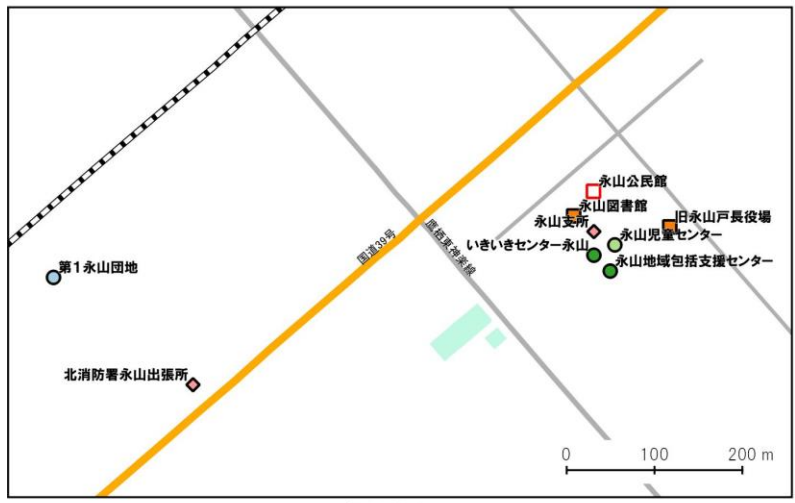 永山公民館
永山図書館
永山支所
旧永山戸長役場
永山児童センター
いきいきセンター永山
永山地域包括支援センター
国道39号
鷹栖東神楽線
第1永山団地
北消防署永山出張所
0 100 200 m